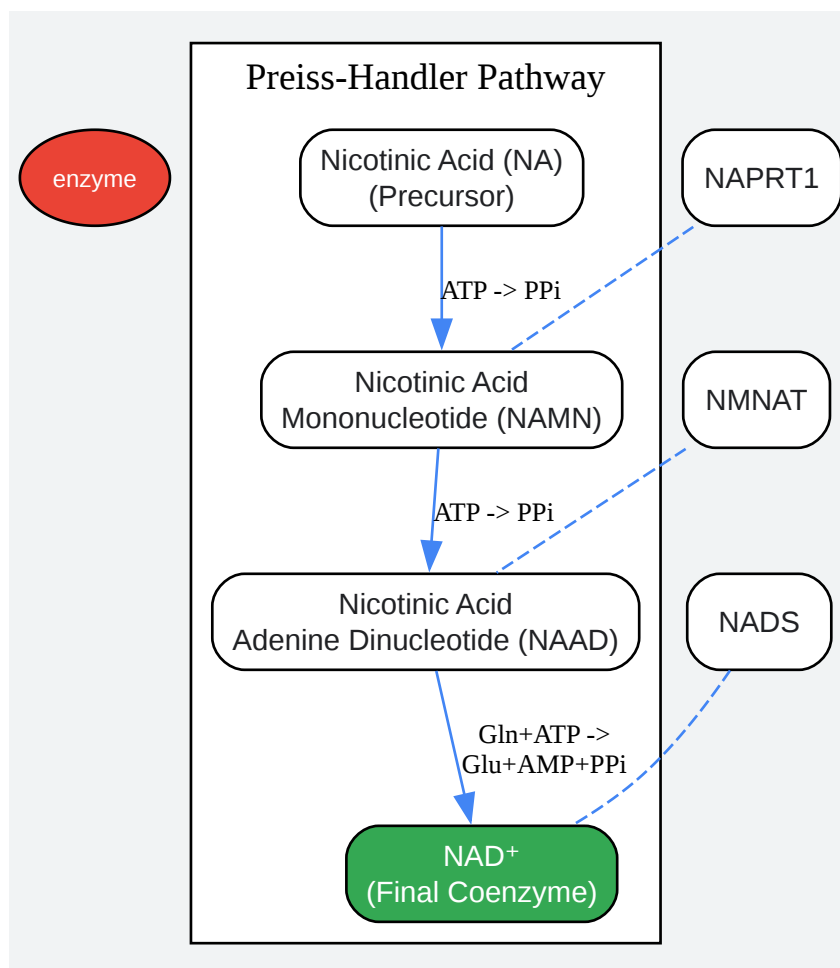 Preiss-Handler Pathway
enzyme
Nicotinic Acid (NA)
(Precursor)
NAPRT1
ATP -> PPi
Nicotinic Acid
Mononucleotide (NAMN)
NMNAT
ATP -> PPi
Nicotinic Acid
Adenine Dinucleotide (NAAD)
NADS
Gln+ATP ->
Glu+AMP+PPi
NAD⁺
(Final Coenzyme)